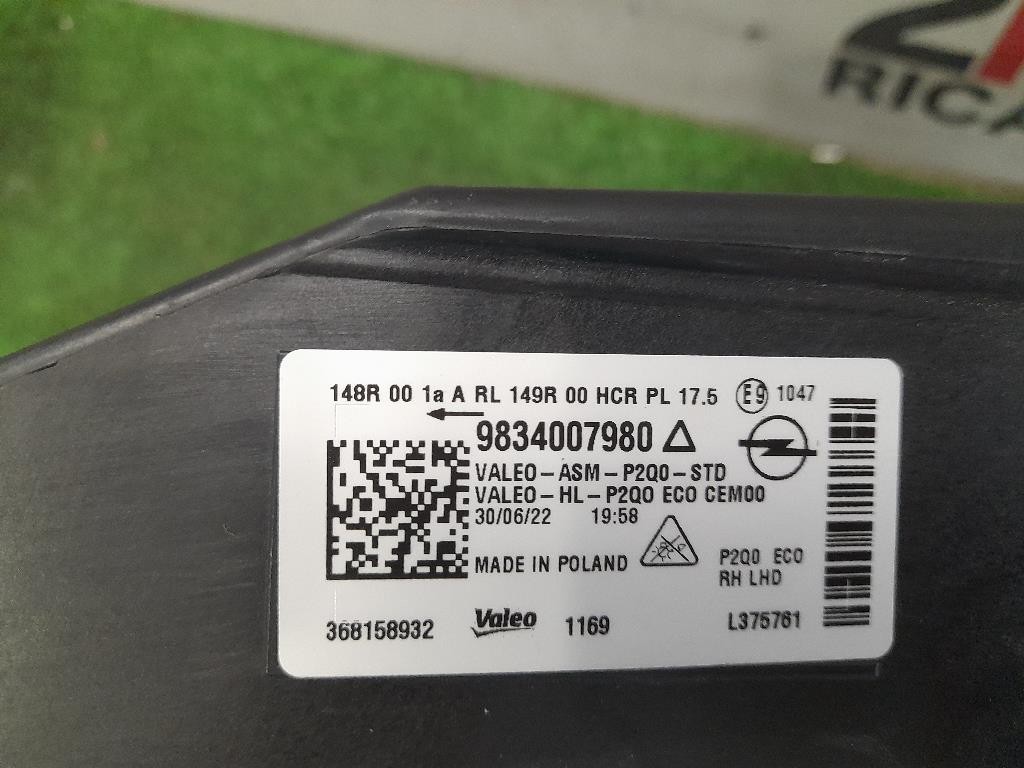 RICA
148R 00 1a A RL 149R 00 HCR PL 17.5 E9 1047
9834007980
VALEO-ASM-P2Q0-STD
VALEO-HL-P2Q0 ECO CEM00
30/06/22 19:58
MADE IN POLAND
P2Q0 ECO
RH LHD
368158932 Valeo 1169 L375761